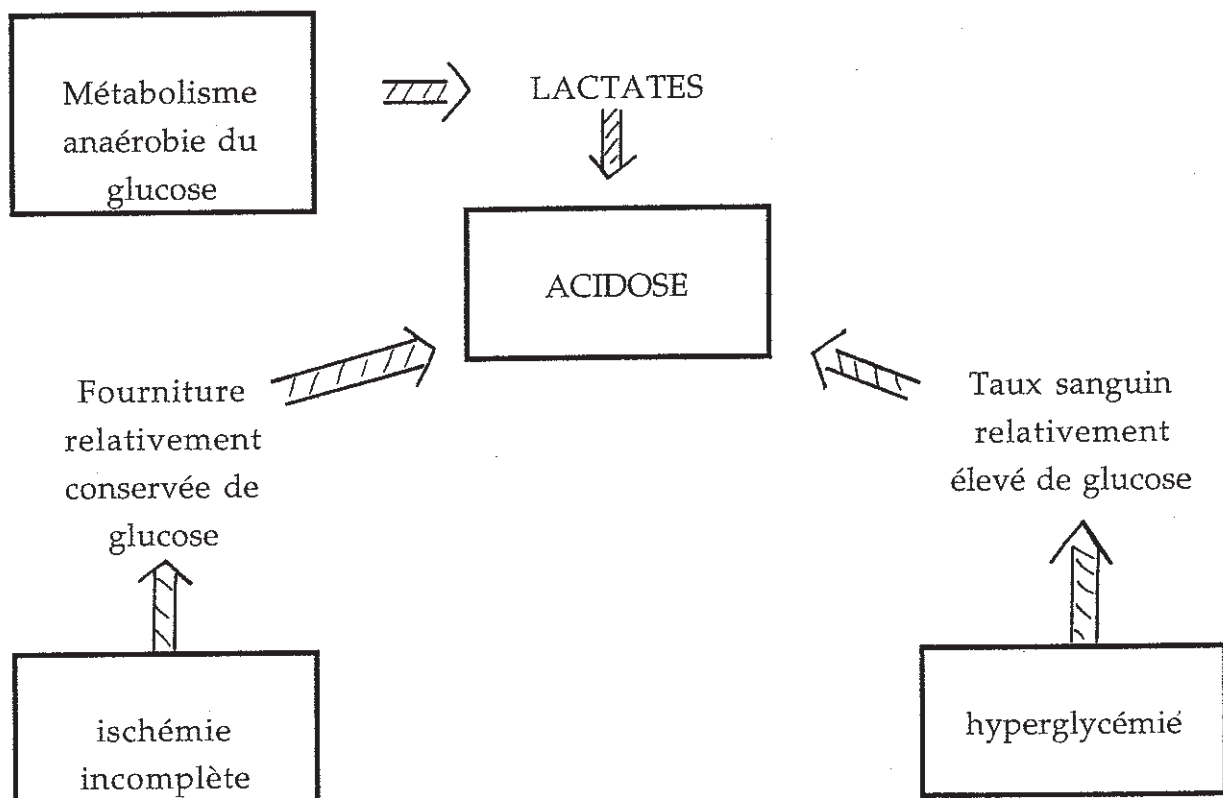 Métabolisme
anaérobie du
glucose
LACTATES
ACIDOSE
Fourniture
relativement
conservée de
glucose
Taux sanguin
relativement
élevé de glucose
ischémie
incomplète
hyperglycémié